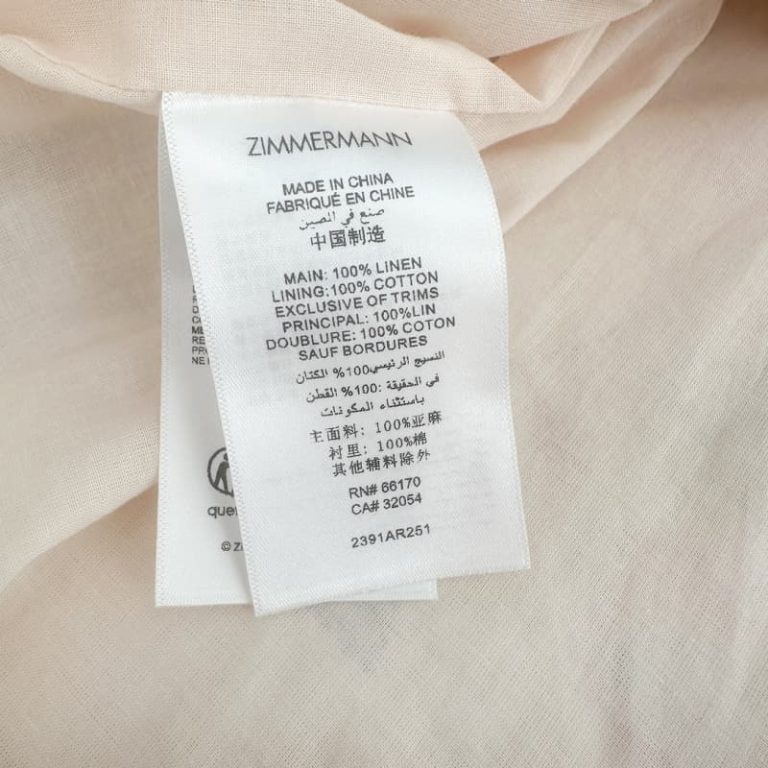 ZIMMERMANN
MADE IN CHINA
FABRIQUÉ EN CHINE
صنع في الصين
中国制造
MAIN: 100% LINEN
LINING:100% COTTON
EXCLUSIVE OF TRIMS
PRINCIPAL: 100%LIN
DOUBLURE: 100% COTON
SAUF BORDURES
النسيج الرئيسي100% الكتان
في الحقيقة :100% القطن
باستثناء المكونات
主面料: 100%亚麻
衬里: 100%棉
其他辅料除外
RN# 66170
CA# 32054
2391AR251